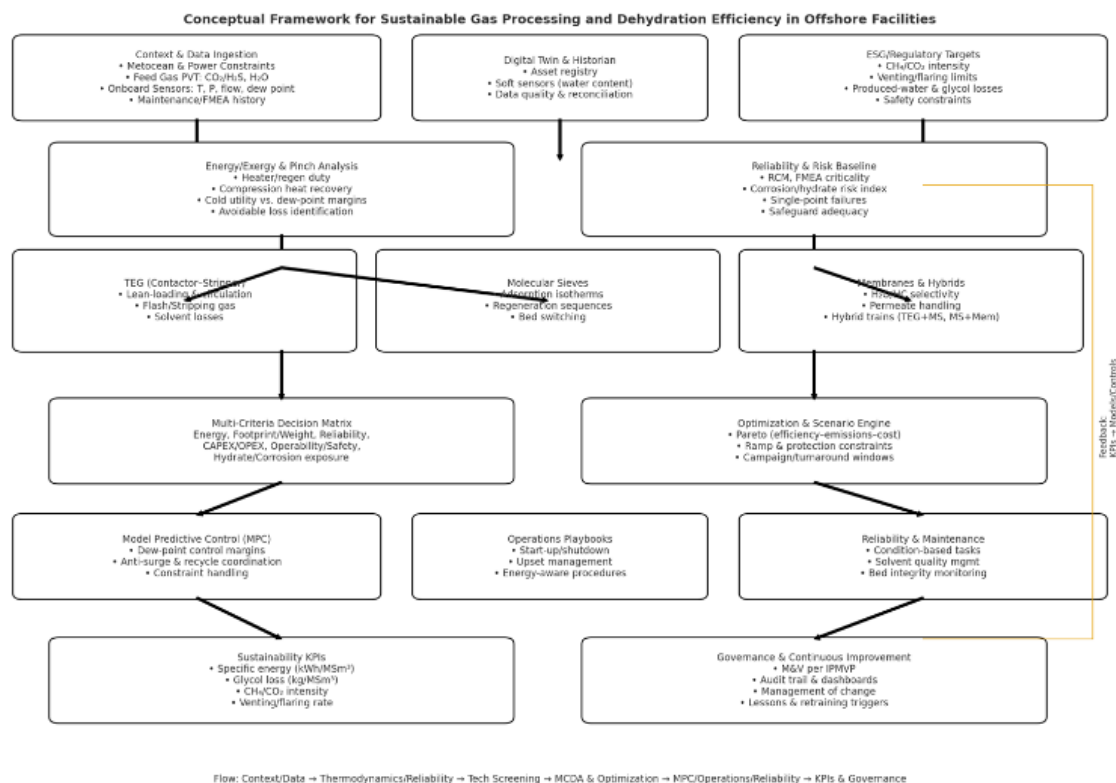 Conceptual Framework for Sustainable Gas Processing and Dehydration Efficiency in Offshore Facilities
Context & Data Ingestion
• Metocean & Power Constraints
• Feed Gas PVT: CO₂/H₂S, H₂O
• Onboard Sensors: T, P, flow, dew point
• Maintenance/FMEA history
Digital Twin & Historian
• Asset registry
• Soft sensors (water content)
• Data quality & reconciliation
ESG/Regulatory Targets
• CH₄/CO₂ intensity
• Venting/flaring limits
• Produced-water & glycol losses
• Safety constraints
Energy/Exergy & Pinch Analysis
• Heater/regen duty
• Compression heat recovery
• Cold utility vs. dew-point margins
• Avoidable loss identification
Reliability & Risk Baseline
• RCM, FMEA criticality
• Corrosion/hydrate risk index
• Single-point failures
• Safeguard adequacy
TEG (Contactor-Stripper)
• Lean-loading & circulation
• Flash/Stripping gas
• Solvent losses
Molecular Sieves
• Adsorption isotherms
• Regeneration sequences
• Bed switching
Membranes & Hybrids
• selectivity
• Permeate handling
• Hybrid trains (TEG+MS, MS+Mem)
Multi-Criteria Decision Matrix
Energy, Footprint/Weight, Reliability,
CAPEX/OPEX, Operability/Safety,
Hydrate/Corrosion exposure
Optimization & Scenario Engine
• Pareto (efficiency–emissions–cost)
• Ramp & protection constraints
• Campaign/turnaround windows
Feedback:
KPIs → Models/Controls
Model Predictive Control (MPC)
• Dew-point control margins
• Anti-surge & recycle coordination
• Constraint handling
Operations Playbooks
• Start-up/shutdown
• Upset management
• Energy-aware procedures
Reliability & Maintenance
• Condition-based tasks
• Solvent quality mgmt
• Bed integrity monitoring
Sustainability KPIs
• Specific energy (kWh/MSm³)
• Glycol loss (kg/MSm³)
• CH₄/CO₂ intensity
• Venting/flaring rate
Governance & Continuous Improvement
• M&V per IPMVP
• Audit trail & dashboards
• Management of change
• Lessons & retraining triggers
Flow: Context/Data → Thermodynamics/Reliability → Tech Screening → MCDA & Optimization → MPC/Operations/Reliability → KPIs & Governance